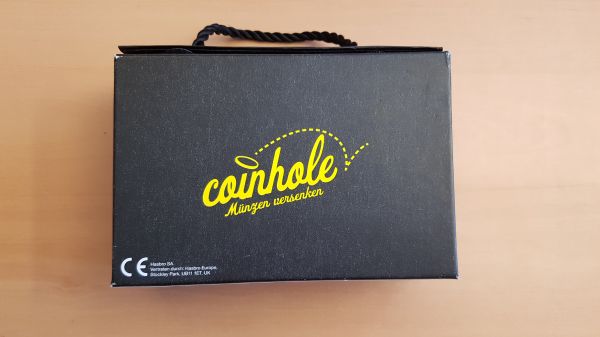 coinhole
Münzen versenken
CE
Hasbro SA
Vertreten durch: Hasbro Europe,
Stockley Park, UB11 1ET, UK